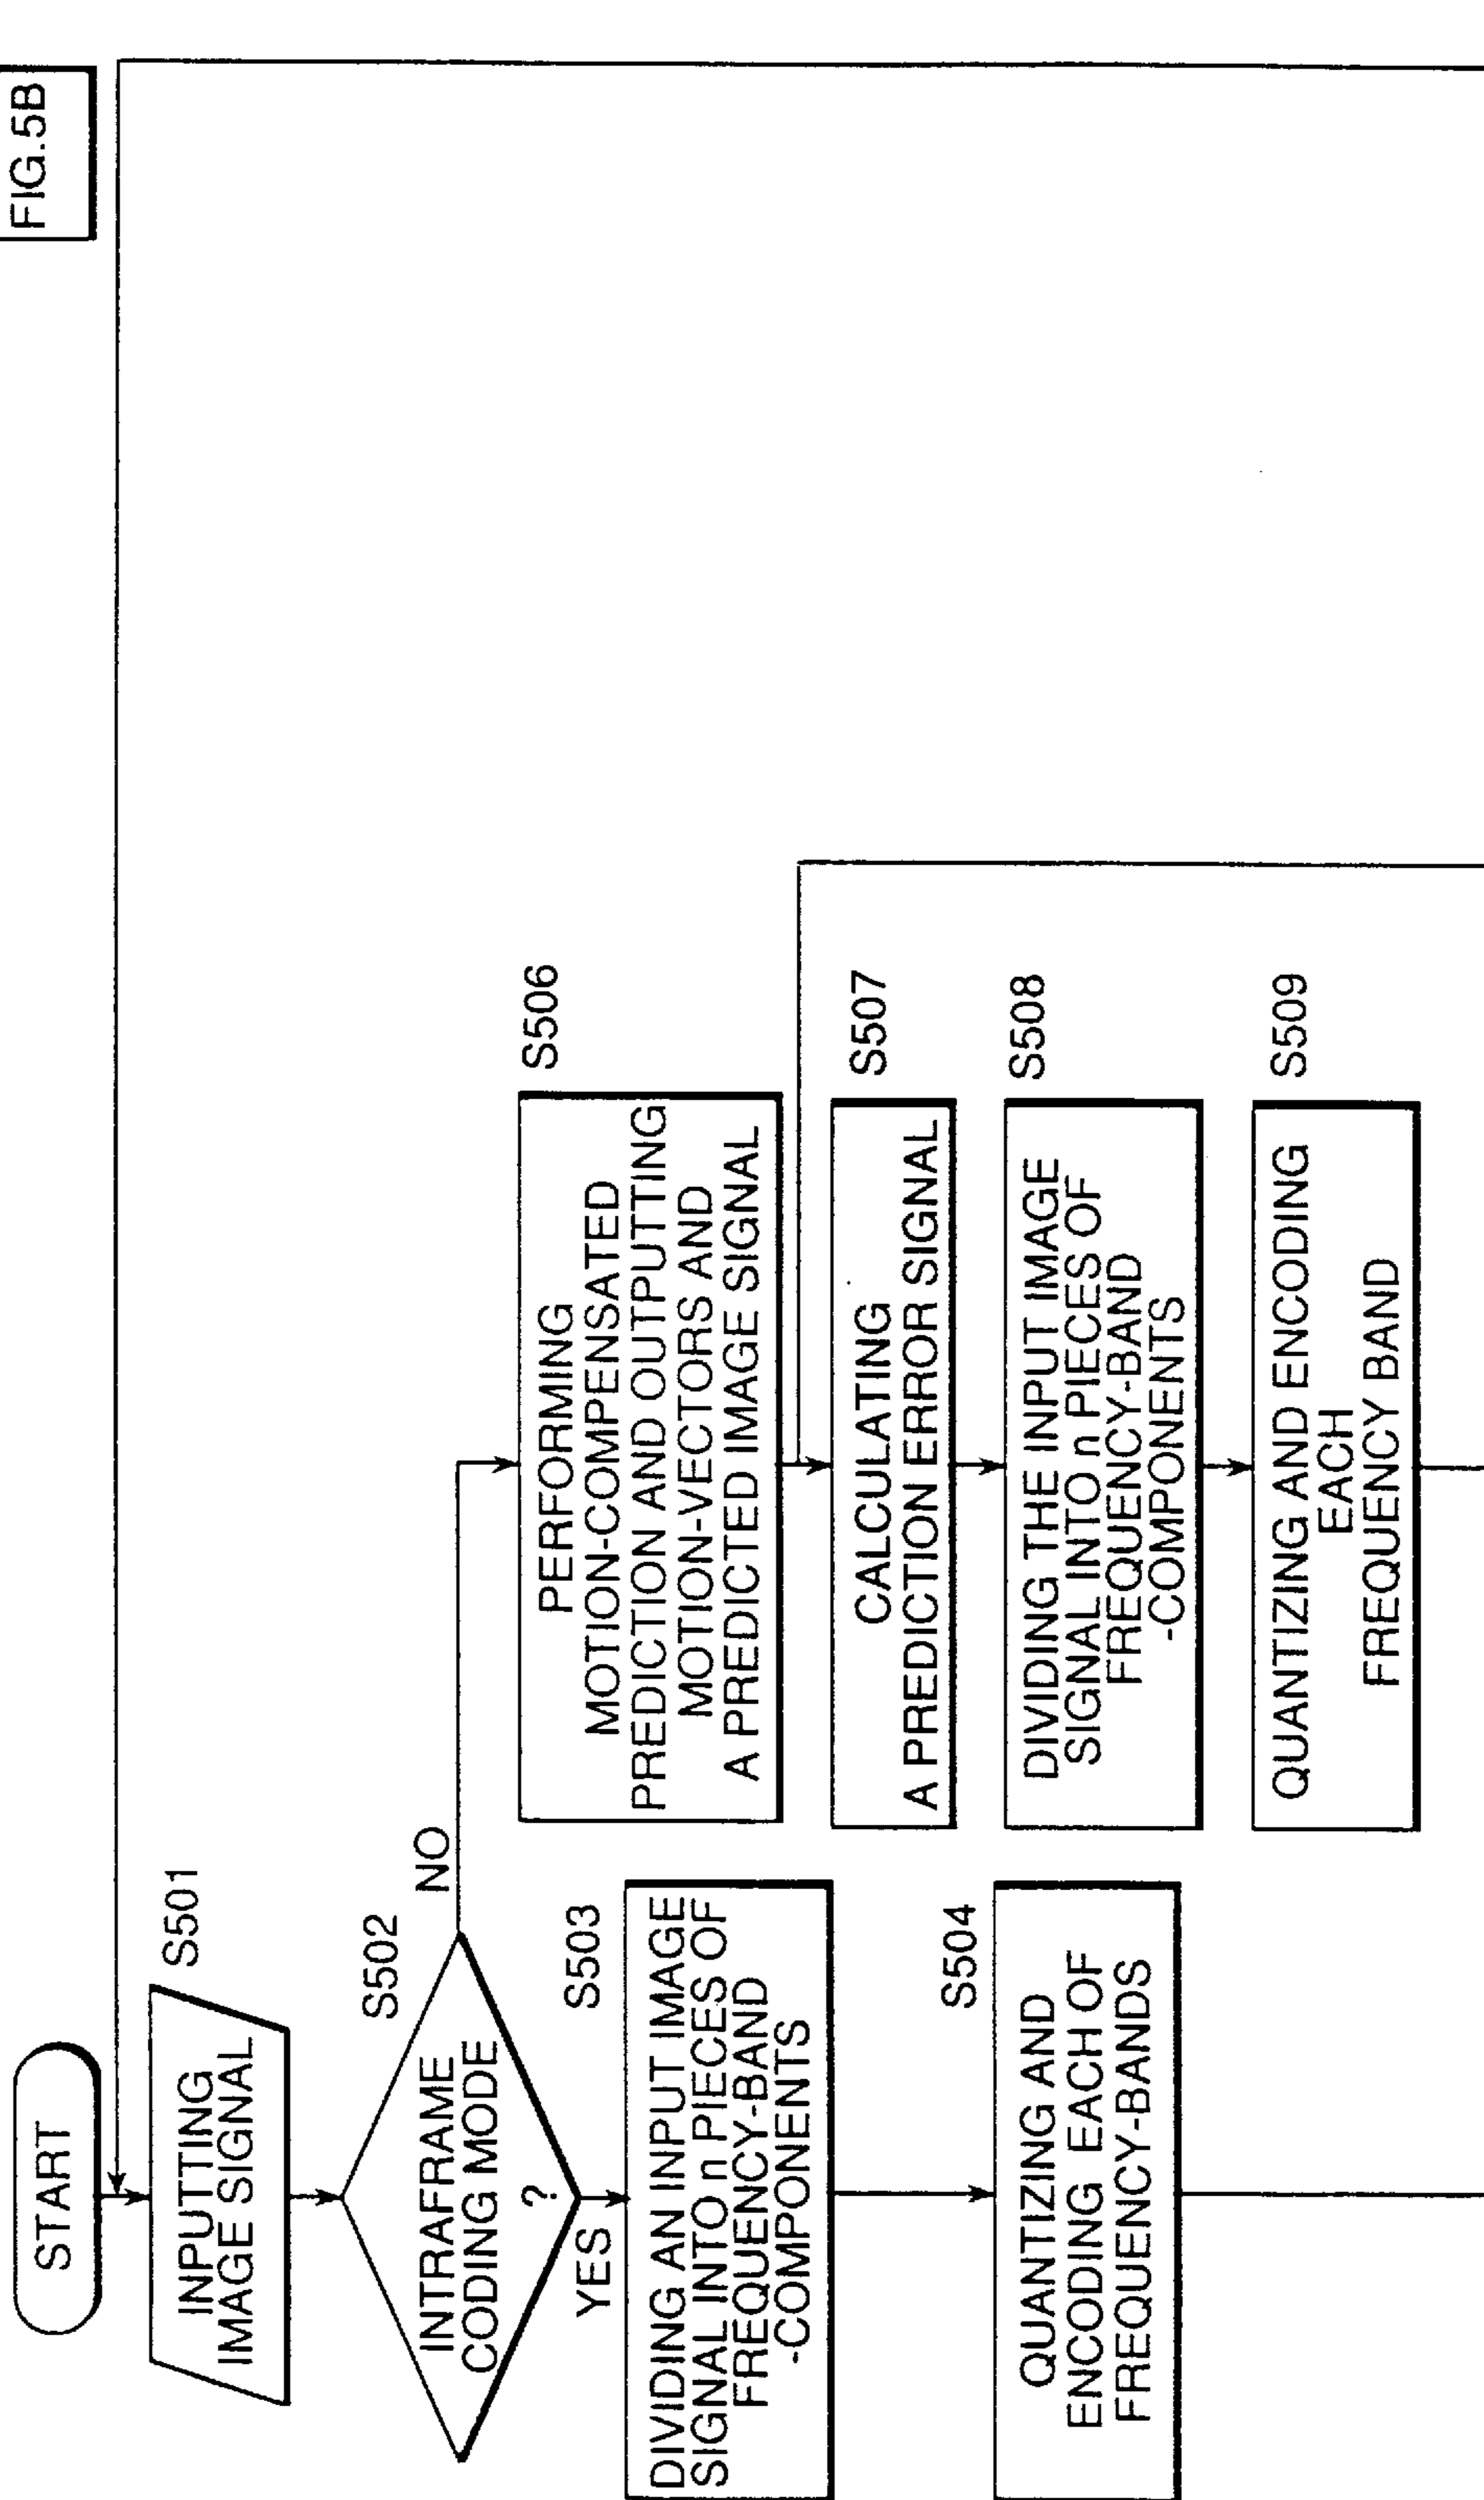 FIG.5B
START
S501
INPUTTING
IMAGE SIGNAL
S502
INTRAFRAME
CODING MODE
?
NO
YES
S503
DIVIDING AN INPUT IMAGE
SIGNAL INTO n PIECES OF
FREQUENCY-BAND
-COMPONENTS
S504
QUANTIZING AND
ENCODING EACH OF
FREQUENCY-BANDS
S506
PERFORMING
MOTION-COMPENSATED
PREDICTION AND OUTPUTTING
MOTION-VECTORS AND
A PREDICTED IMAGE SIGNAL
S507
CALCULATING
A PREDICTION ERROR SIGNAL
S508
DIVIDING THE INPUT IMAGE
SIGNAL INTO n PIECES OF
FREQUENCY-BAND
-COMPONENTS
S509
QUANTIZING AND ENCODING
EACH
FREQUENCY BAND